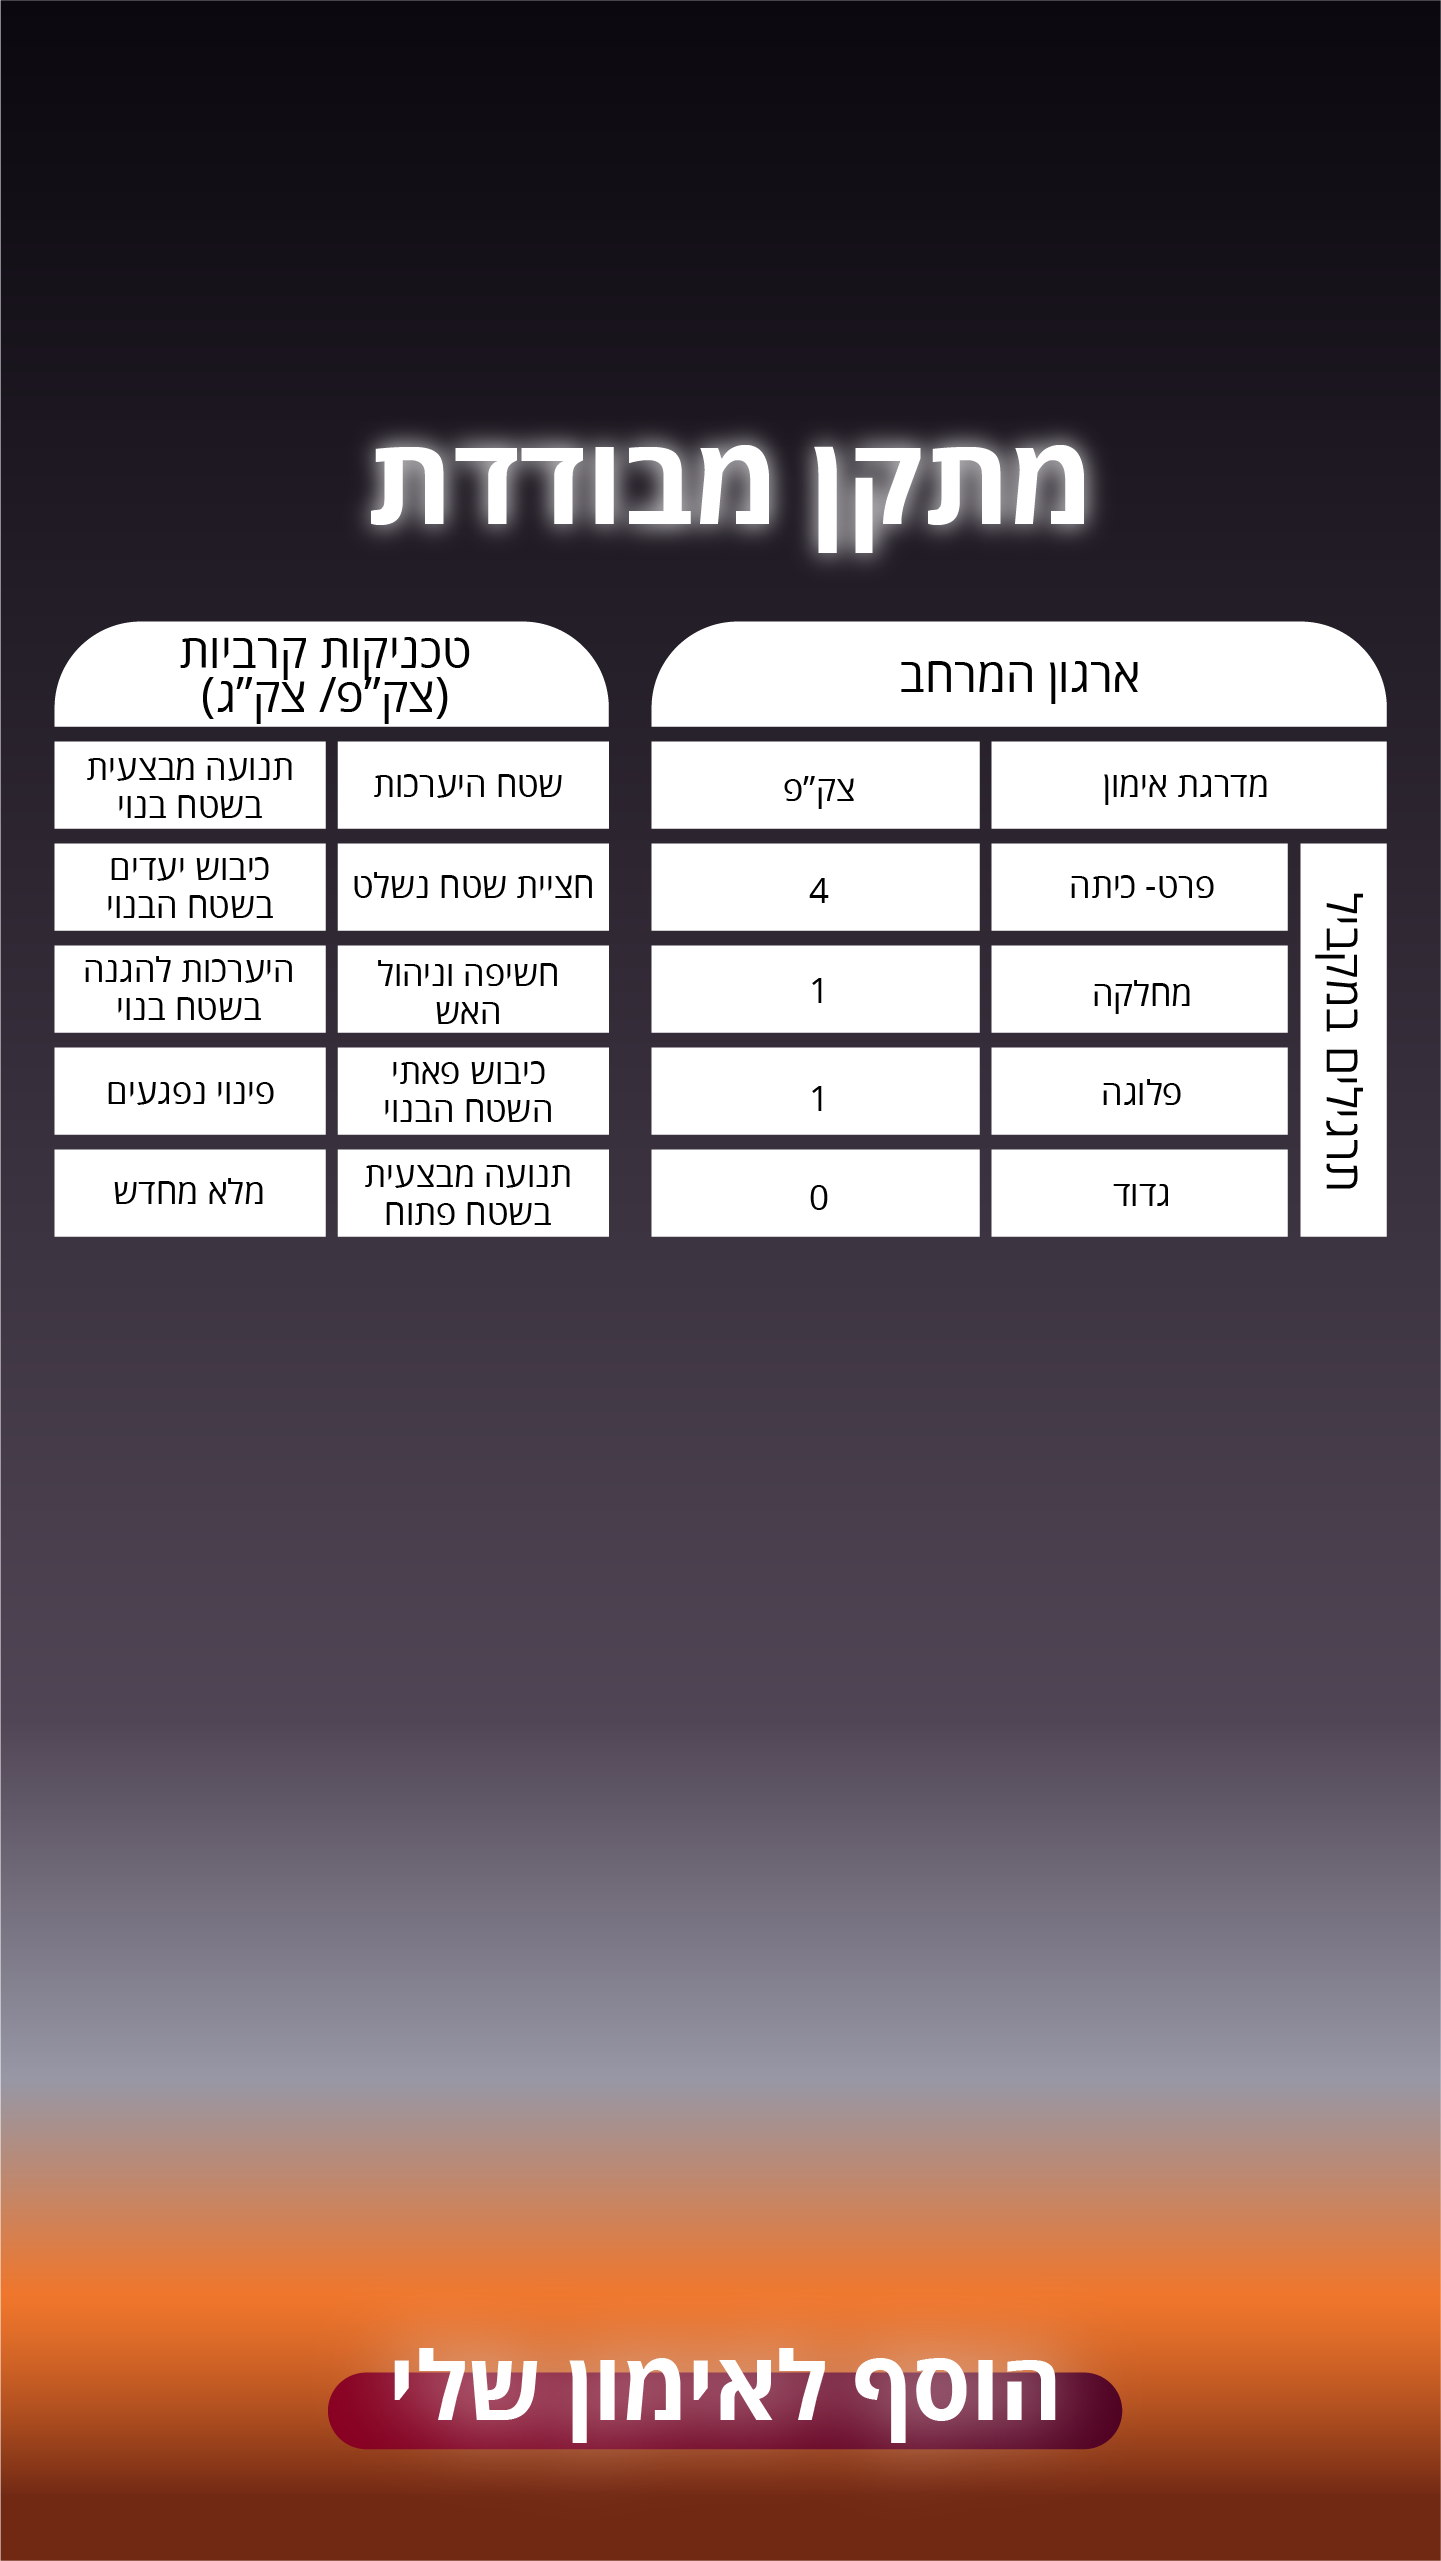 מתקן מבודדת
ארגון המרחב
מדרגת אימון
צק"פ
תרגילים במקביל
פרט- כיתה
4
מחלקה
1
פלוגה
1
גדוד
0
טכניקות קרביות
(צק"פ/ צק"ג)
שטח היערכות
תנועה מבצעית
בשטח בנוי
חציית שטח נשלט
כיבוש יעדים
בשטח הבנוי
חשיפה וניהול
האש
היערכות להגנה
בשטח בנוי
כיבוש פאתי
השטח הבנוי
פינוי נפגעים
תנועה מבצעית
בשטח פתוח
מלא מחדש
הוסף לאימון שלי